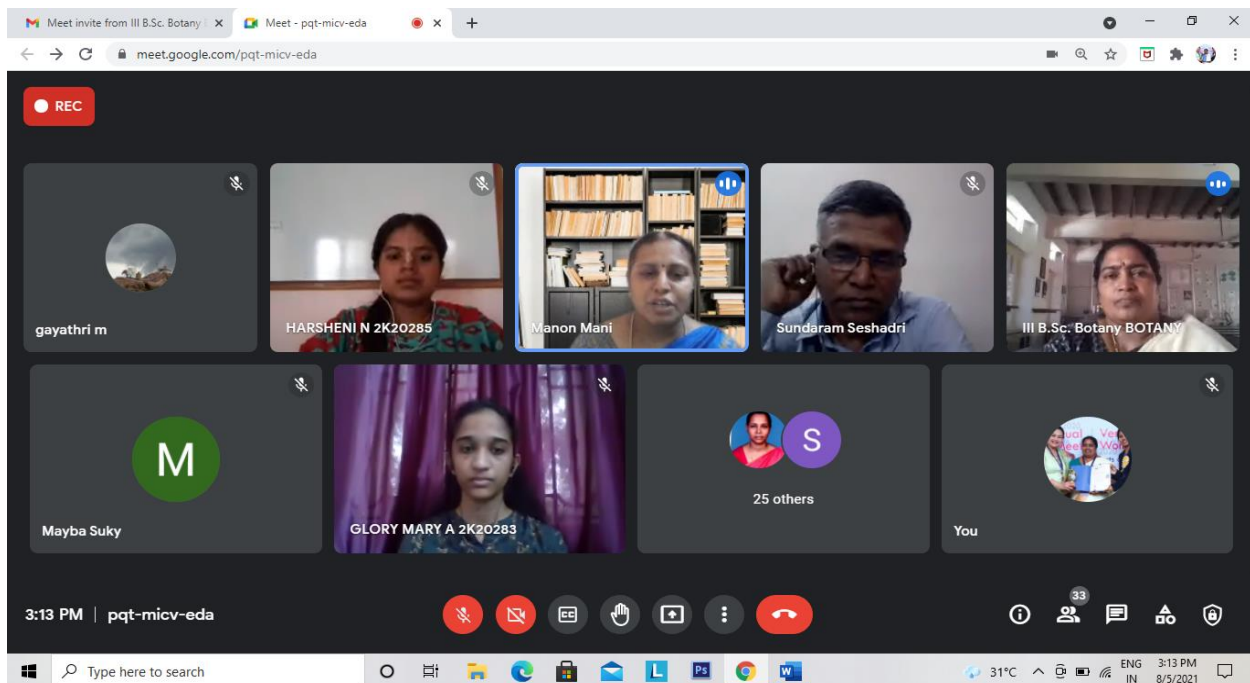 Meet invite from III B.Sc. Botany
Meet - pqt-micv-eda
meet.google.com/pqt-micv-eda
REC
gayathri m
HARSHENI N 2K20285
Manon Mani
Sundaram Seshadri
III B.Sc. Botany BOTANY
M
Mayba Suky
GLORY MARY A 2K20283
S
25 others
You
3:13 PM | pqt-micv-eda
CC
33
Type here to search
L
Ps
W
31°C
ENG
IN
3:13 PM
8/5/2021